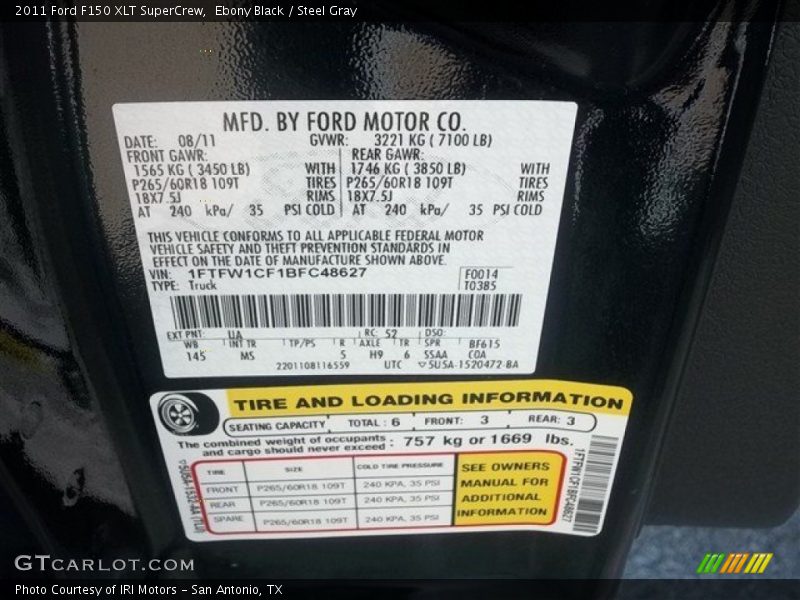 2011 Ford F150 XLT SuperCrew,  Ebony Black / Steel Gray
MFD. BY FORD MOTOR CO.
DATE: 08/11 GVWR: 3221 KG ( 7100 LB)
FRONT GAWR: REAR GAWR:
1565 KG ( 3450 LB) WITH 1746 KG ( 3850 LB) WITH
P265/60R18 109T TIRES P265/60R18 109T TIRES
18X7.5J RIMS 18X7.5J RIMS
AT 240 kPa/ 35 PSI COLD AT 240 kPa/ 35 PSI COLD
THIS VEHICLE CONFORMS TO ALL APPLICABLE FEDERAL MOTOR
VEHICLE SAFETY AND THEFT PREVENTION STANDARDS IN
EFFECT ON THE DATE OF MANUFACTURE SHOWN ABOVE.
VIN: 1FTFW1CF1BFC48627 F0014
TYPE: Truck T0385
EXT PNT: UA RC: 52 DSO:
WB INT TR TP/PS R AXLE TR SPR BF615
145 MS 5 H9 6 SSAA COA
2201108116559 UTC ▽5U5A-1520472-BA
TIRE AND LOADING INFORMATION
SEATING CAPACITY TOTAL : 6 FRONT: 3 REAR: 3
The combined weight of occupants
and cargo should never exceed : 757 kg or 1669 lbs.
TIRE SIZE COLD TIRE PRESSURE
FRONT P265/60R18 109T 240 KPA, 35 PSI
REAR P265/60R18 109T 240 KPA, 35 PSI
SPARE P265/60R18 109T 240 KPA, 35 PSI
SEE OWNERS
MANUAL FOR
ADDITIONAL
INFORMATION
1FTFW1CF1BFC48627
GTCARLOT.COM
Photo Courtesy of IRI Motors – San Antonio, TX